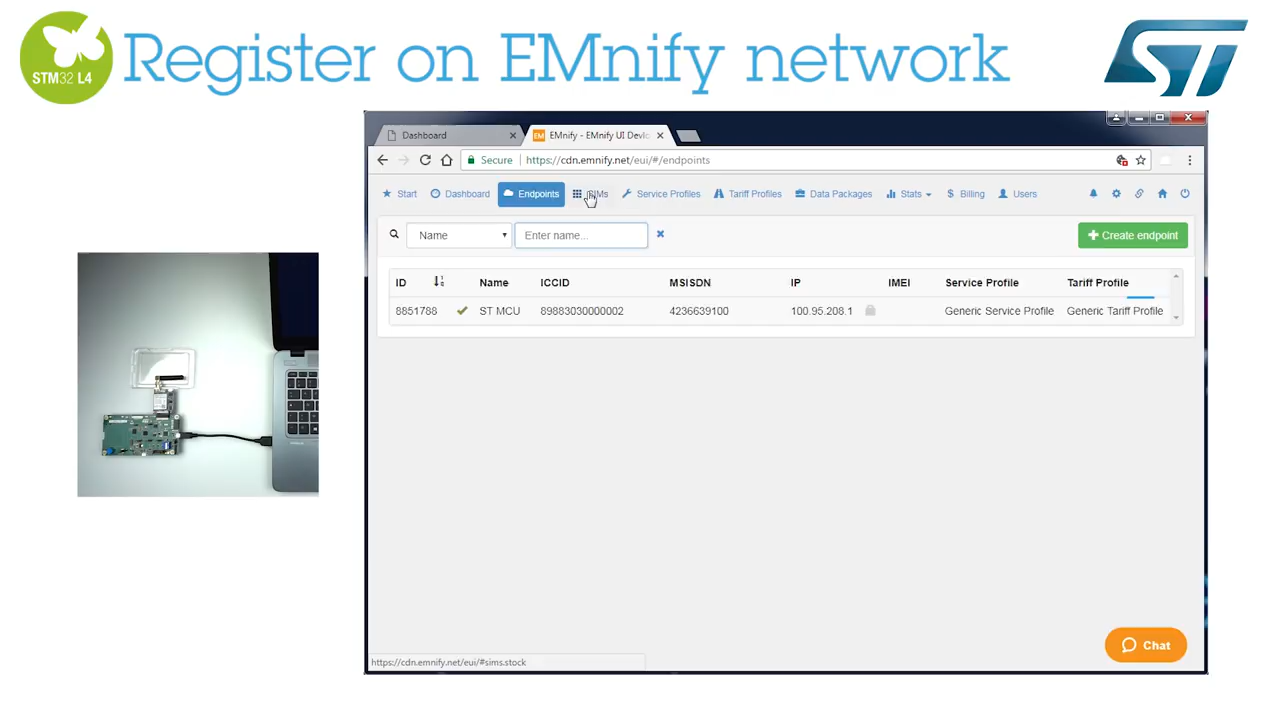 STM32 L4
Register on EMnify network
ST
Dashboard
EM EMnify - EMnify UI Devic
Secure https://cdn.emnify.net/eui/#/endpoints
Start Dashboard Endpoints SIMs Service Profiles Tariff Profiles Data Packages Stats Billing Users
Name Enter name... Create endpoint
ID Name ICCID MSISDN IP IMEI Service Profile Tariff Profile
8851788 ST MCU 89883030000002 4236639100 100.95.208.1 Generic Service Profile Generic Tariff Profile
Chat
https://cdn.emnify.net/eui/#sims.stock